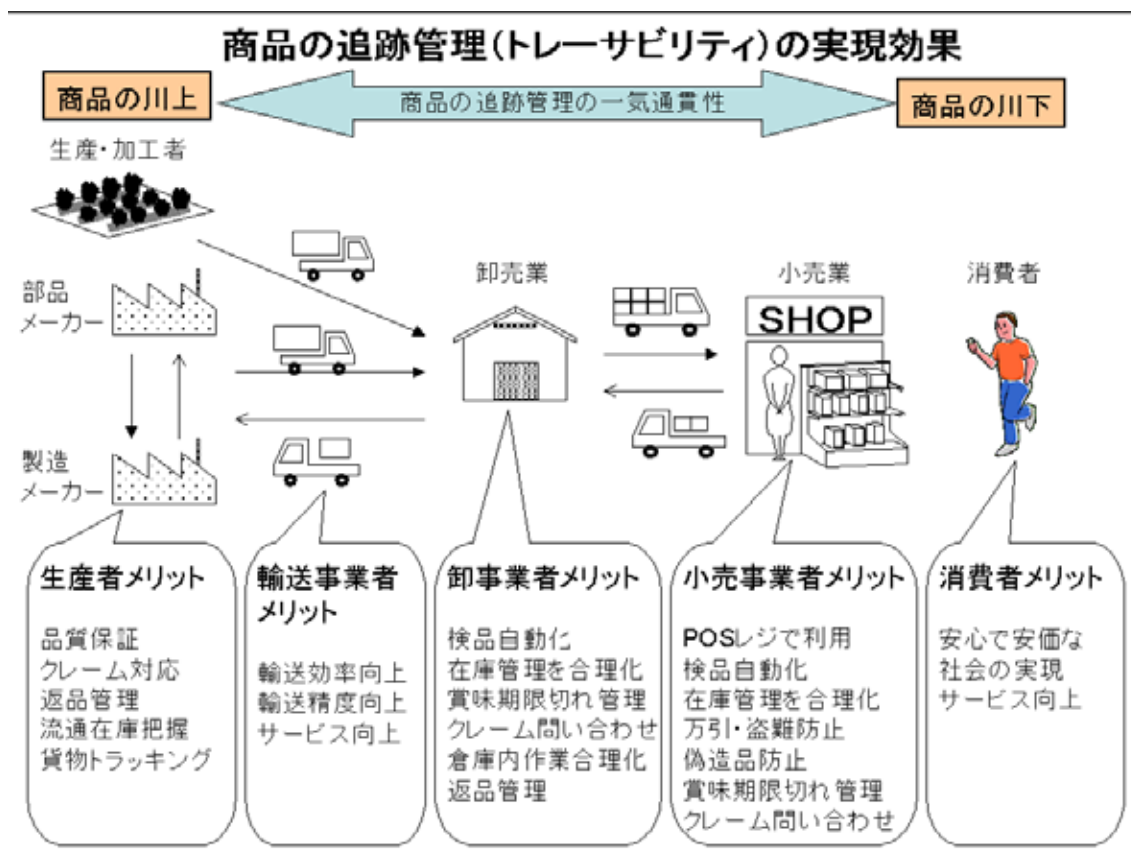 商品の追跡管理(トレーサビリティ)の実現効果
商品の川上
商品の追跡管理の一気通貫性
商品の川下
生産・加工者
部品
メーカー
製造
メーカー
卸売業
小売業
SHOP
消費者
生産者メリット
品質保証
クレーム対応
返品管理
流通在庫把握
貨物トラッキング
輸送事業者
メリット
輸送効率向上
輸送精度向上
サービス向上
卸事業者メリット
検品自動化
在庫管理を合理化
賞味期限切れ管理
クレーム問い合わせ
倉庫内作業合理化
返品管理
小売事業者メリット
POSレジで利用
検品自動化
在庫管理を合理化
万引・盗難防止
偽造品防止
賞味期限切れ管理
クレーム問い合わせ
消費者メリット
安心で安価な
社会の実現
サービス向上